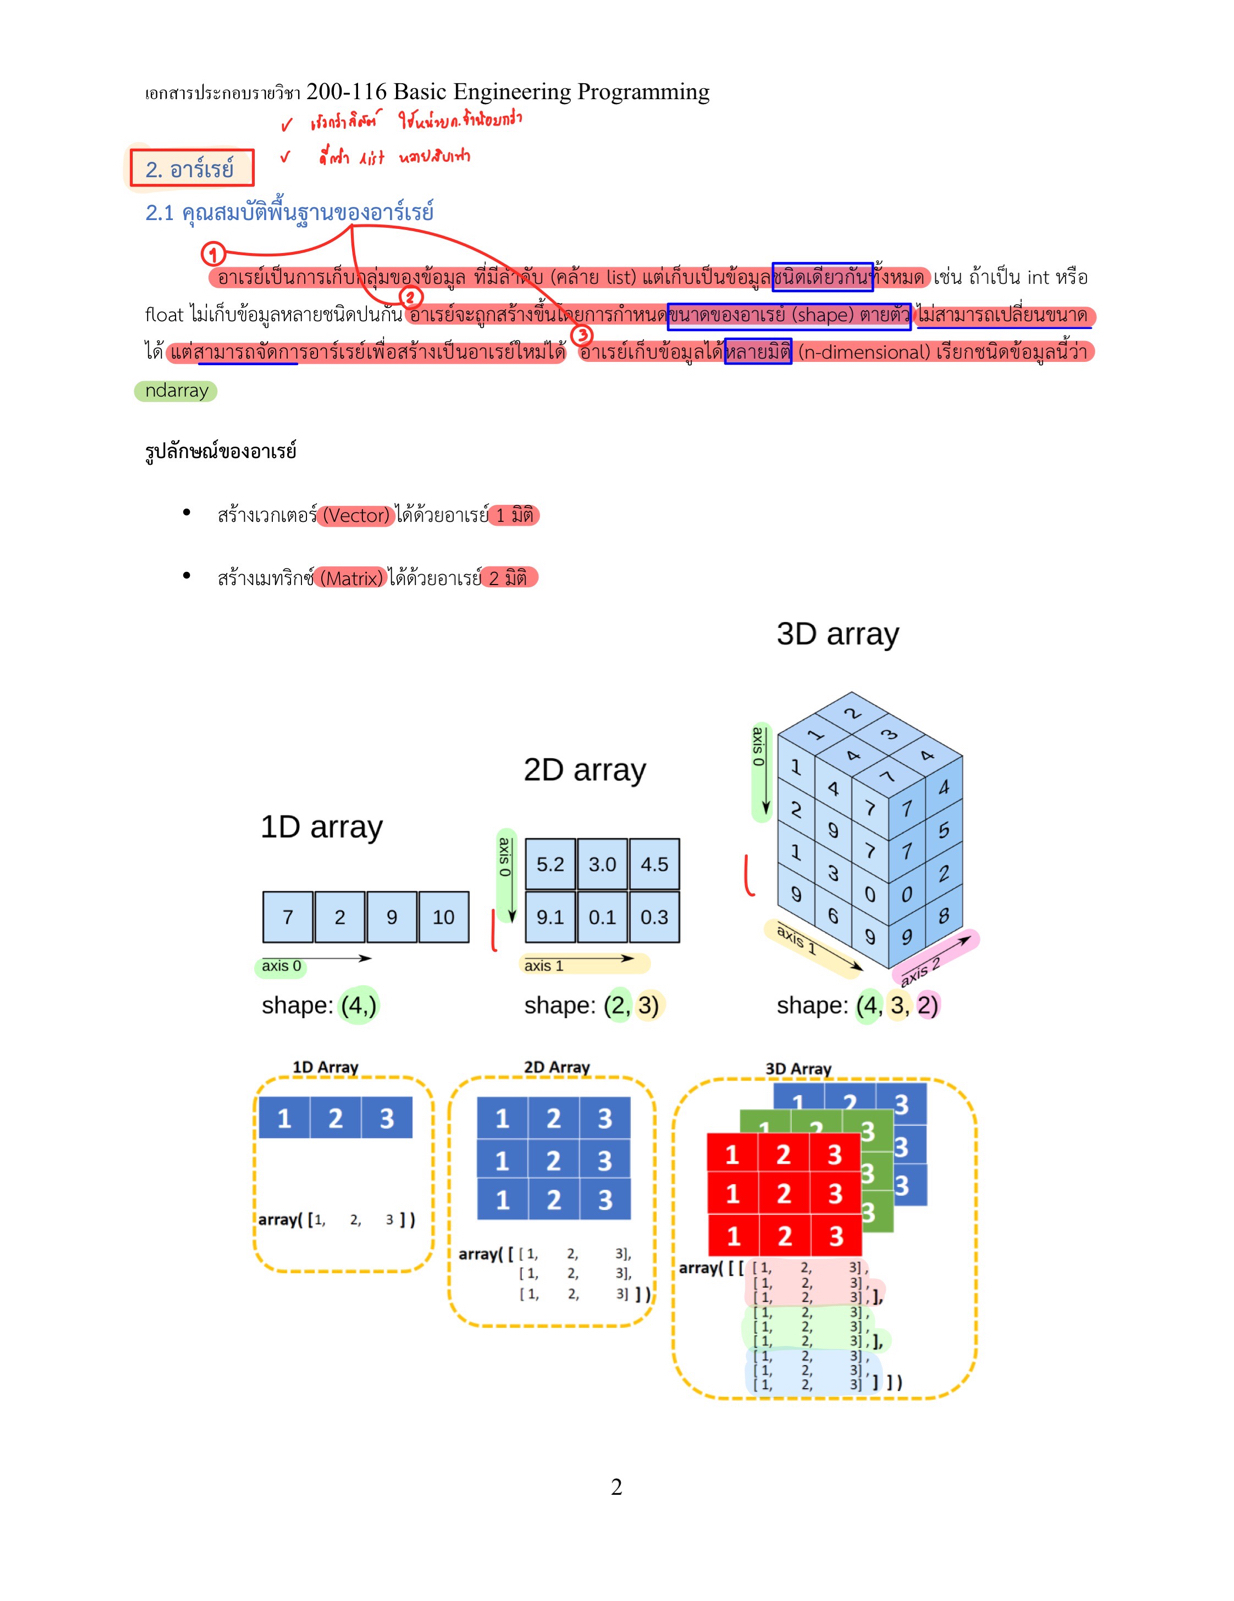 เอกสารประกอบรายวิชา 200-116 Basic Engineering Programming
✓ เร็วกว่าลิสต์ ใช้หน่วยค.จำน้อยกว่า
✓ ดีกว่า list หลายสิบเท่า
2. อาร์เรย์
2.1 คุณสมบัติพื้นฐานของอาร์เรย์
1
อาเรย์เป็นการเก็บกลุ่มของข้อมูล ที่มีลำดับ (คล้าย list) แต่เก็บเป็นข้อมูลชนิดเดียวกันทั้งหมด เช่น ถ้าเป็น int หรือ
2
float ไม่เก็บข้อมูลหลายชนิดปนกัน อาเรย์จะถูกสร้างขึ้นโดยการกำหนดขนาดของอาเรย์ (shape) ตายตัว ไม่สามารถเปลี่ยนขนาด
3
ได้ แต่สามารถจัดการอาร์เรย์เพื่อสร้างเป็นอาเรย์ใหม่ได้ อาเรย์เก็บข้อมูลได้หลายมิติ (n-dimensional) เรียกชนิดข้อมูลนี้ว่า
ndarray
รูปลักษณ์ของอาเรย์
• สร้างเวกเตอร์ (Vector) ได้ด้วยอาเรย์ 1 มิติ
• สร้างเมทริกซ์ (Matrix) ได้ด้วยอาเรย์ 2 มิติ
1D array
7 2 9 10
axis 0
shape: (4,)
2D array
axis 0
5.2 3.0 4.5
9.1 0.1 0.3
axis 1
shape: (2, 3)
3D array
axis 0
2
1 3
4 4
7
1 4 7 7 4
2 9 7 7 5
1 3 0 0 2
9 6 9 9 8
axis 1
axis 2
shape: (4, 3, 2)
1D Array
1 2 3
array( [1, 2, 3 ] )
2D Array
1 2 3
1 2 3
1 2 3
array( [ [ 1, 2, 3],
[ 1, 2, 3],
[ 1, 2, 3] ] )
3D Array
1 2 3
3
3
1 2 3
3
3
1 2 3
1 2 3
1 2 3
array( [ [ [ 1, 2, 3] ,
[ 1, 2, 3] ,
[ 1, 2, 3] , ],
[ 1, 2, 3] ,
[ 1, 2, 3] ,
[ 1, 2, 3] , ],
[ 1, 2, 3] ,
[ 1, 2, 3] ,
[ 1, 2, 3] ] ] )
2